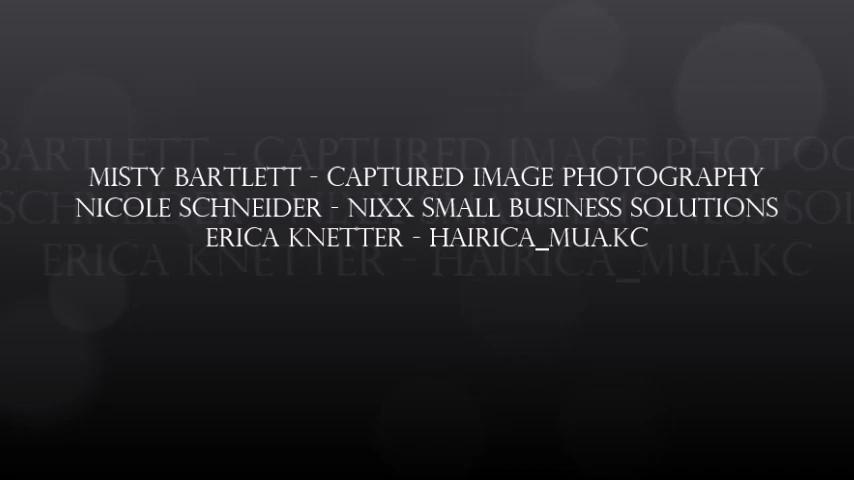 MISTY BARTLETT - CAPTURED IMAGE PHOTOGRAPHY
NICOLE SCHNEIDER - NIXX SMALL BUSINESS SOLUTIONS
ERICA KNETTER - HAIRICA_MUA.KC